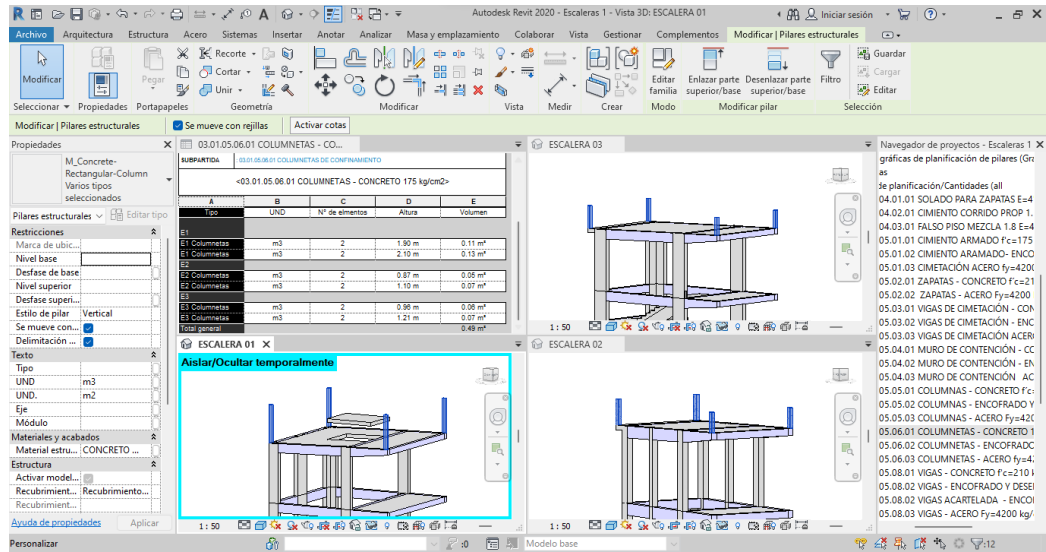 Autodesk Revit 2020 - Escaleras 1 - Vista 3D: ESCALERA 01
Iniciar sesión
Archivo Arquitectura Estructura Acero Sistemas Insertar Anotar Analizar Masa y emplazamiento Colaborar Vista Gestionar Complementos Modificar | Pilares estructurales
Modificar
Pegar
Recorte
Cortar
Unir
Editar familia
Enlazar parte superior/base
Desenlazar parte superior/base
Filtro
Guardar
Cargar
Editar
Seleccionar Propiedades Portapapeles Geometría Modificar Vista Medir Crear Modo Modificar pilar Selección
Modificar | Pilares estructurales
Se mueve con rejillas
Activar cotas
Propiedades
M_Concrete-
Rectangular-Column
Varios tipos
seleccionados
Pilares estructurales
Editar tipo
Restricciones
Marca de ubic...
Nivel base
Desfase de base
Nivel superior
Desfase superi...
Estilo de pilar Vertical
Se mueve con...
Delimitación ...
Texto
Tipo
UND m3
UND. m2
Eje
Módulo
Materiales y acabados
Material estru... CONCRETO ...
Estructura
Activar model...
Recubrimient... Recubrimiento...
Recubrimient...
Ayuda de propiedades
Aplicar
03.01.05.06.01 COLUMNETAS - CO...
SUBPARTIDA 03.01.05.06.01 COLUMNETAS DE CONFINAMIENTO
<03.01.05.06.01 COLUMNETAS - CONCRETO 175 kg/cm2>
A B C D E
Tipo UND N° de elmentos Altura Volumen
E1
E1 Columnetas m3 2 1.90 m 0.11 m³
E1 Columnetas m3 2 2.10 m 0.13 m³
E2
E2 Columnetas m3 2 0.87 m 0.05 m³
E2 Columnetas m3 2 1.10 m 0.07 m³
E3
E3 Columnetas m3 2 0.96 m 0.06 m³
E3 Columnetas m3 2 1.21 m 0.07 m³
Total general 0.49 m³
ESCALERA 03
1 : 50
ESCALERA 01
Aislar/Ocultar temporalmente
1 : 50
ESCALERA 02
1 : 50
Navegador de proyectos - Escaleras 1
gráficas de planificación de pilares (Gra
as
de planificación/Cantidades (all
04.01.01 SOLADO PARA ZAPATAS E=4
04.02.01 CIMIENTO CORRIDO PROP 1.
04.03.01 FALSO PISO MEZCLA 1.8 E=4
05.01.01 CIMIENTO ARMADO f'c=175
05.01.02 CIMIENTO ARAMADO- ENCO
05.01.03 CIMETACIÓN ACERO fy=4200
05.02.01 ZAPATAS - CONCRETO f'c=21
05.02.02 ZAPATAS - ACERO Fy=4200
05.03.01 VIGAS DE CIMETACIÓN - CON
05.03.02 VIGAS DE CIMETACIÓN - ENC
05.03.03 VIGAS DE CIMETACIÓN ACER
05.04.01 MURO DE CONTENCIÓN - CO
05.04.02 MURO DE CONTENCIÓN - EN
05.04.03 MURO DE CONTENCIÓN AC
05.05.01 COLUMNAS - CONCRETO f'c:
05.05.02 COLUMNAS - ENCOFRADO Y
05.05.03 COLUMNAS - ACERO Fy=420
05.06.01 COLUMNETAS - CONCRETO 1
05.06.02 COLUMNETAS - ENCOFRADO
05.06.03 COLUMNETAS - ACERO fy=42
05.08.01 VIGAS - CONCRETO f'c=210 k
05.08.02 VIGAS - ENCOFRADO Y DESE
05.08.02 VIGAS ACARTELADA - ENCO
05.08.03 VIGAS - ACERO Fy=4200 kg/
Personalizar
:0
Modelo base
:12